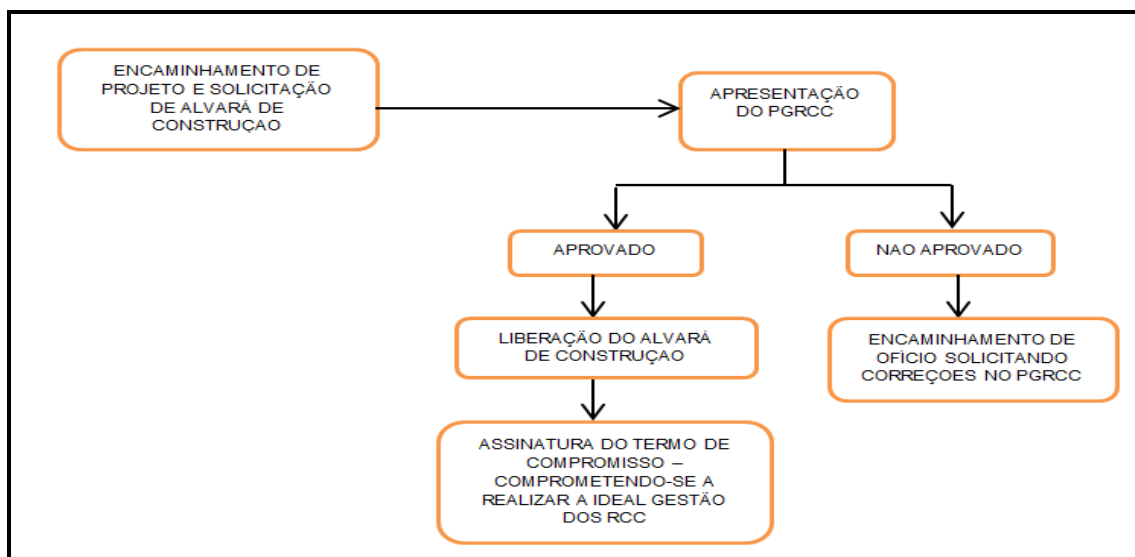 ENCAMINHAMENTO DE
PROJETO E SOLICITAÇÃO
DE ALVARÁ DE
CONSTRUÇAO
APRESENTAÇÃO
DO PGRCC
APROVADO
NAO APROVADO
LIBERAÇÃO DO ALVARÁ
DE CONSTRUÇAO
ENCAMINHAMENTO DE
OFÍCIO SOLICITANDO
CORREÇOES NO PGRCC
ASSINATURA DO TERMO DE
COMPROMISSO –
COMPROMETENDO-SE A
REALIZAR A IDEAL GESTÃO
DOS RCC